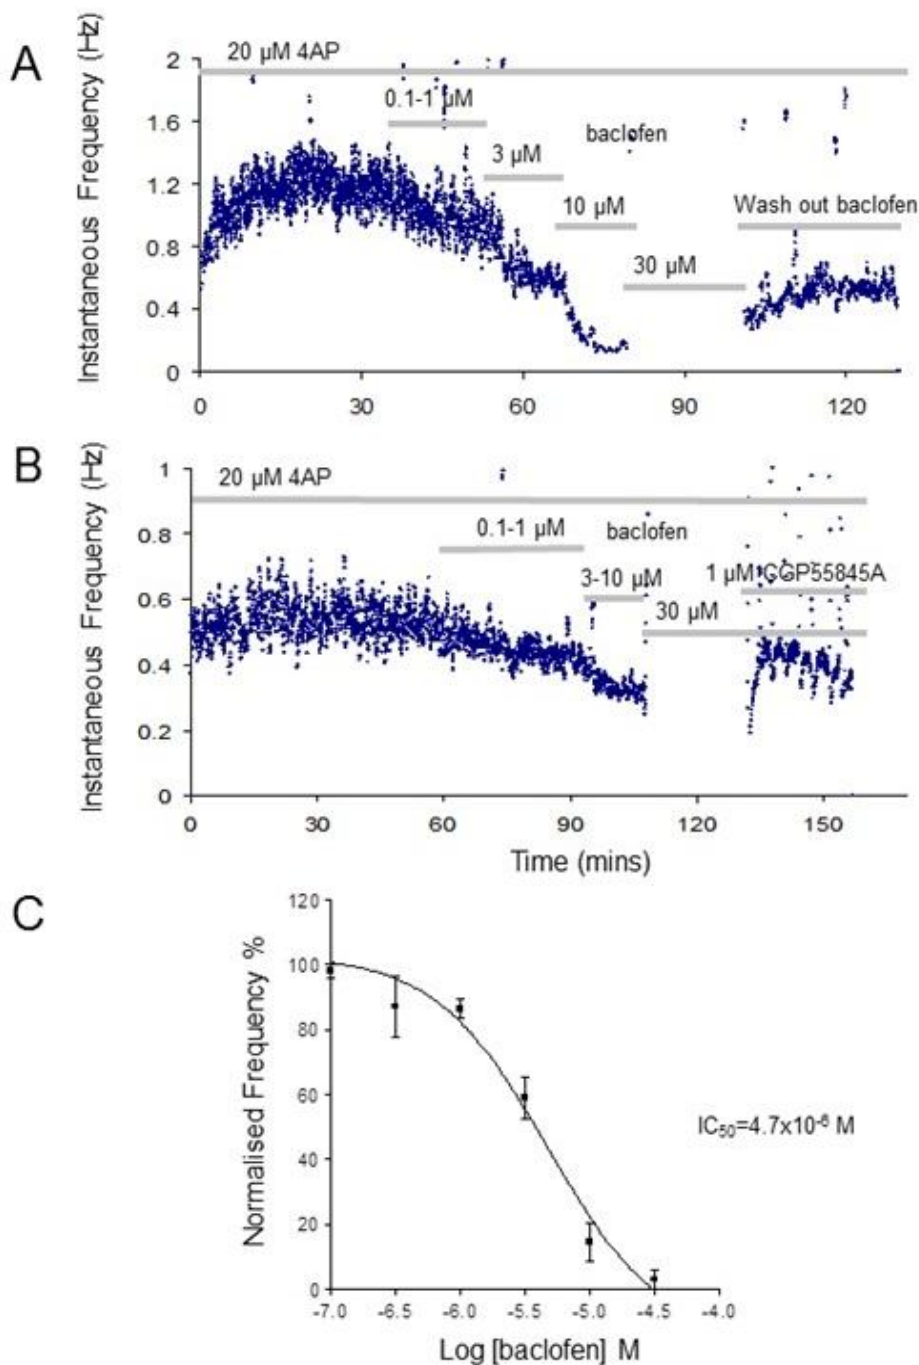 A
Instantaneous Frequency (Hz)
2
1.6
1.2
0.8
0.4
0
20 µM 4AP
0.1-1 µM
3 µM
baclofen
10 µM
30 µM
Wash out baclofen
0 30 60 90 120
B
Instantaneous Frequency (Hz)
1
0.8
0.6
0.4
0.2
0
20 µM 4AP
0.1-1 µM
baclofen
3-10 µM
1 µM CGP55845A
30 µM
0 30 60 90 120 150
Time (mins)
C
Normalised Frequency %
120
100
80
60
40
20
0
IC₅₀=4.7x10⁻⁶ M
-7.0 -6.5 -6.0 -5.5 -5.0 -4.5 -4.0
Log [baclofen] M